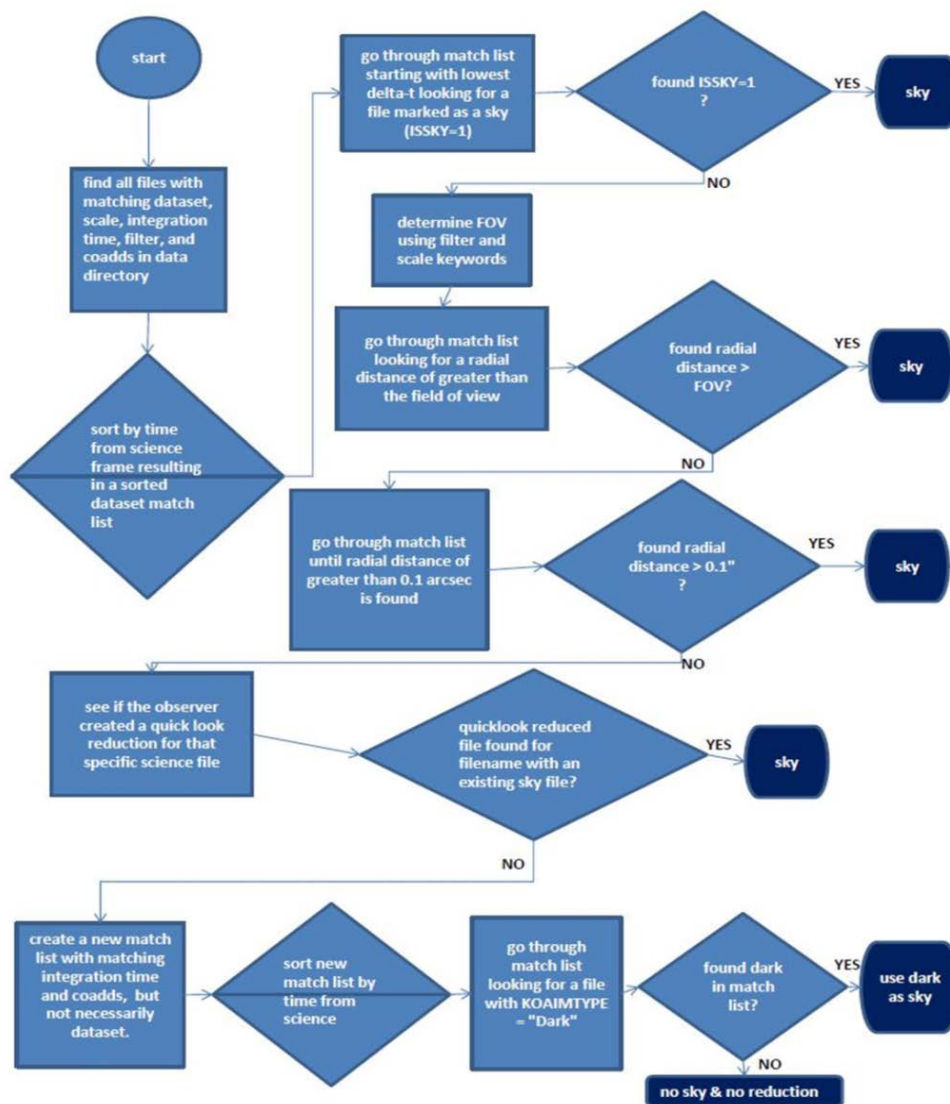 start
find all files with
matching dataset,
scale, integration
time, filter, and
coadds in data
directory
sort by time
from science
frame resulting
in a sorted
dataset match
list
go through match list
starting with lowest
delta-t looking for a
file marked as a sky
(ISSKY=1)
found ISSKY=1
?
YES
sky
NO
determine FOV
using filter and
scale keywords
go through match list
looking for a radial
distance of greater than
the field of view
found radial
distance >
FOV?
YES
sky
NO
go through match list
until radial distance of
greater than 0.1 arcsec
is found
found radial
distance > 0.1"
?
YES
sky
NO
see if the observer
created a quick look
reduction for that
specific science file
quicklook reduced
file found for
filename with an
existing sky file?
YES
sky
NO
create a new match
list with matching
integration time
and coadds, but
not necessarily
dataset.
sort new
match list by
time from
science
go through
match list
looking for a file
with KOAIMTYPE
= "Dark"
found dark
in match
list?
YES
use dark
as sky
NO
no sky & no reduction